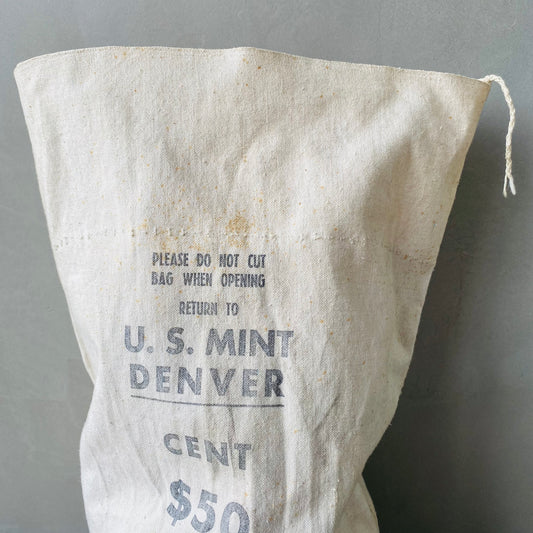 PLEASE DO NOT CUT
BAG WHEN OPENING
RETURN TO
U. S. MINT
DENVER
CENT
$50